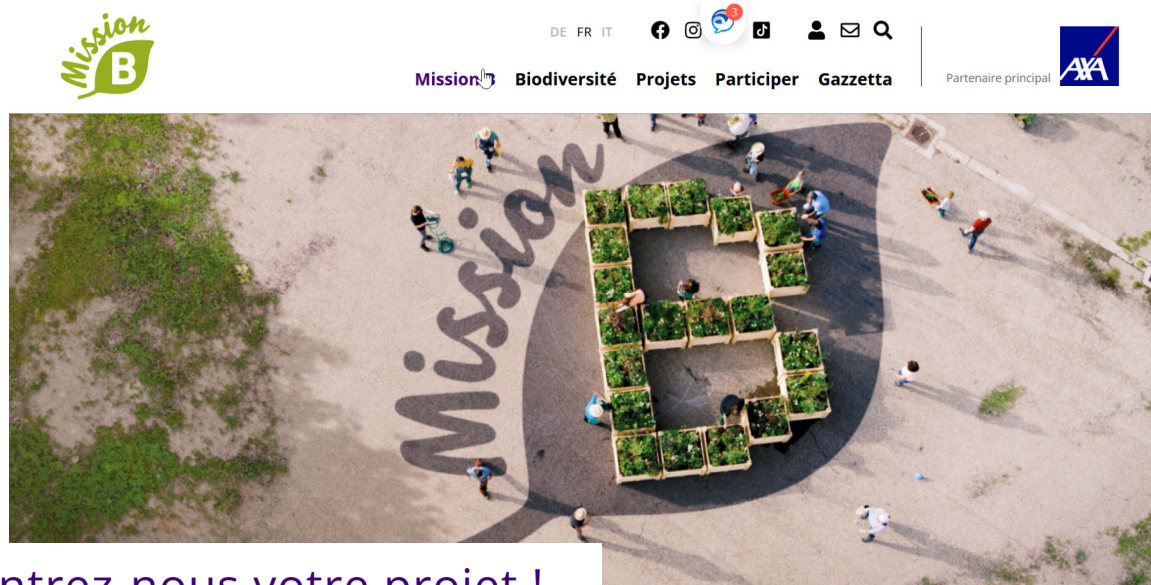 Mission
B
DE FR IT
3
Mission B Biodiversité Projets Participer Gazzetta
Partenaire principal
AXA
Mission
B
ntrez-nous votre projet !